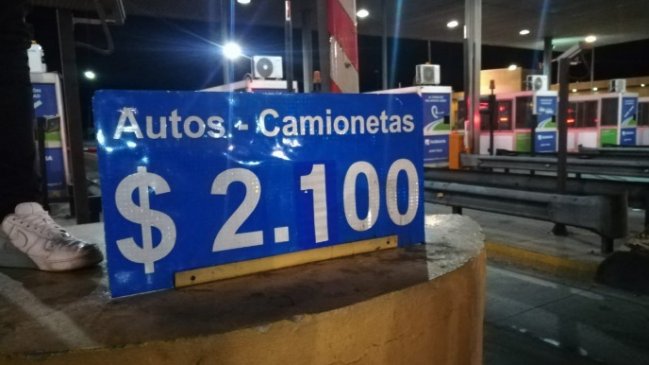 Autos - Camionetas
$ 2.100